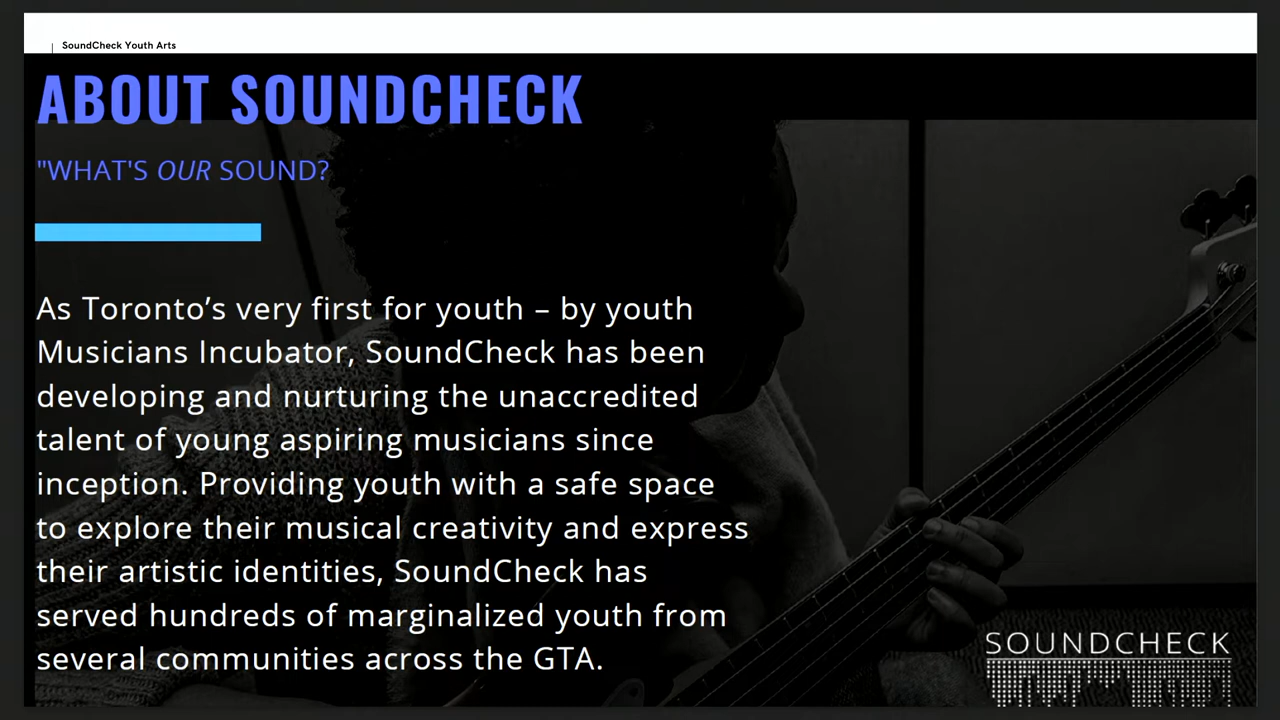 SoundCheck Youth Arts
ABOUT SOUNDCHECK
"WHAT'S OUR SOUND?
As Toronto’s very first for youth – by youth
Musicians Incubator, SoundCheck has been
developing and nurturing the unaccredited
talent of young aspiring musicians since
inception. Providing youth with a safe space
to explore their musical creativity and express
their artistic identities, SoundCheck has
served hundreds of marginalized youth from
several communities across the GTA.
SOUNDCHECK